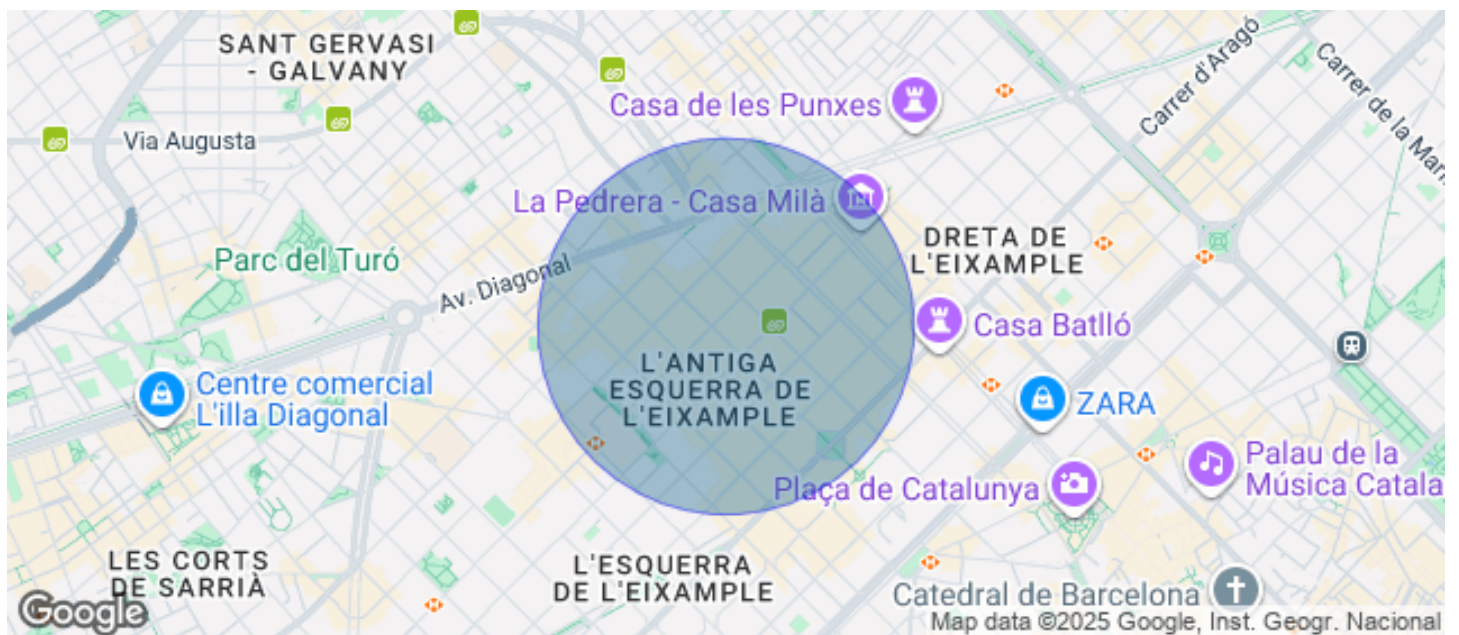 SANT GERVASI
- GALVANY
Casa de les Punxes
Carrer d'Aragó
Carrer de la Mar
Via Augusta
La Pedrera - Casa Milà
DRETA DE
L'EIXAMPLE
Parc del Turó
Av. Diagonal
Casa Batlló
L'ANTIGA
ESQUERRA DE
L'EIXAMPLE
Centre comercial
L'illa Diagonal
ZARA
Palau de la
Música Catala
Plaça de Catalunya
LES CORTS
DE SARRIÀ
L'ESQUERRA
DE L'EIXAMPLE
Catedral de Barcelona
Google
Map data ©2025 Google, Inst. Geogr. Nacional